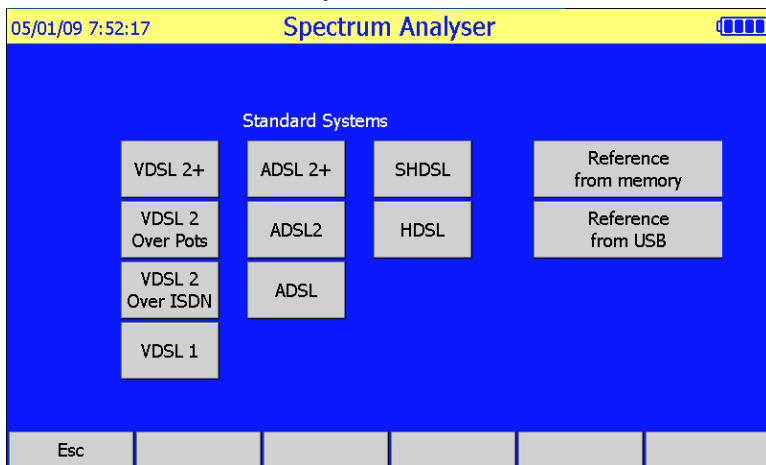 05/01/09 7:52:17 Spectrum Analyser
Standard Systems
VDSL 2+ ADSL 2+ SHDSL Reference
from memory
VDSL 2
Over Pots ADSL2 HDSL Reference
from USB
VDSL 2
Over ISDN ADSL
VDSL 1
Esc